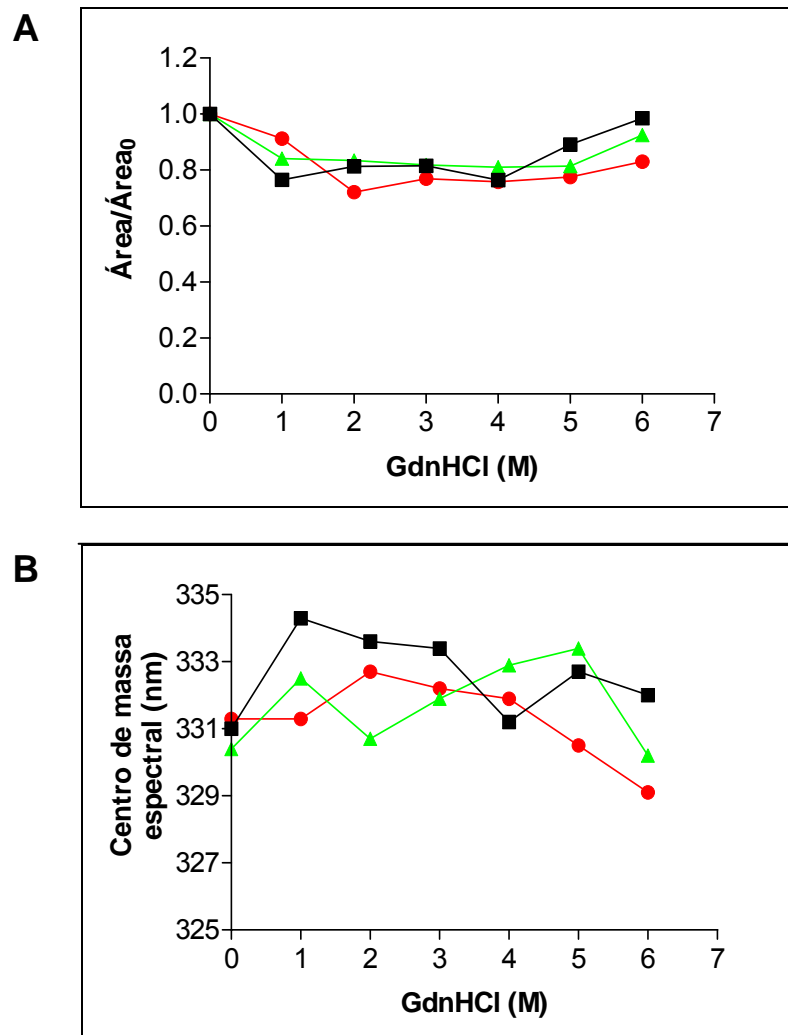 A
1.2
1.0
0.8
0.6
0.4
0.2
0.0
Área/Área0
0 1 2 3 4 5 6 7
GdnHCl (M)
B
335
333
331
329
327
325
Centro de massa
espectral (nm)
0 1 2 3 4 5 6 7
GdnHCl (M)